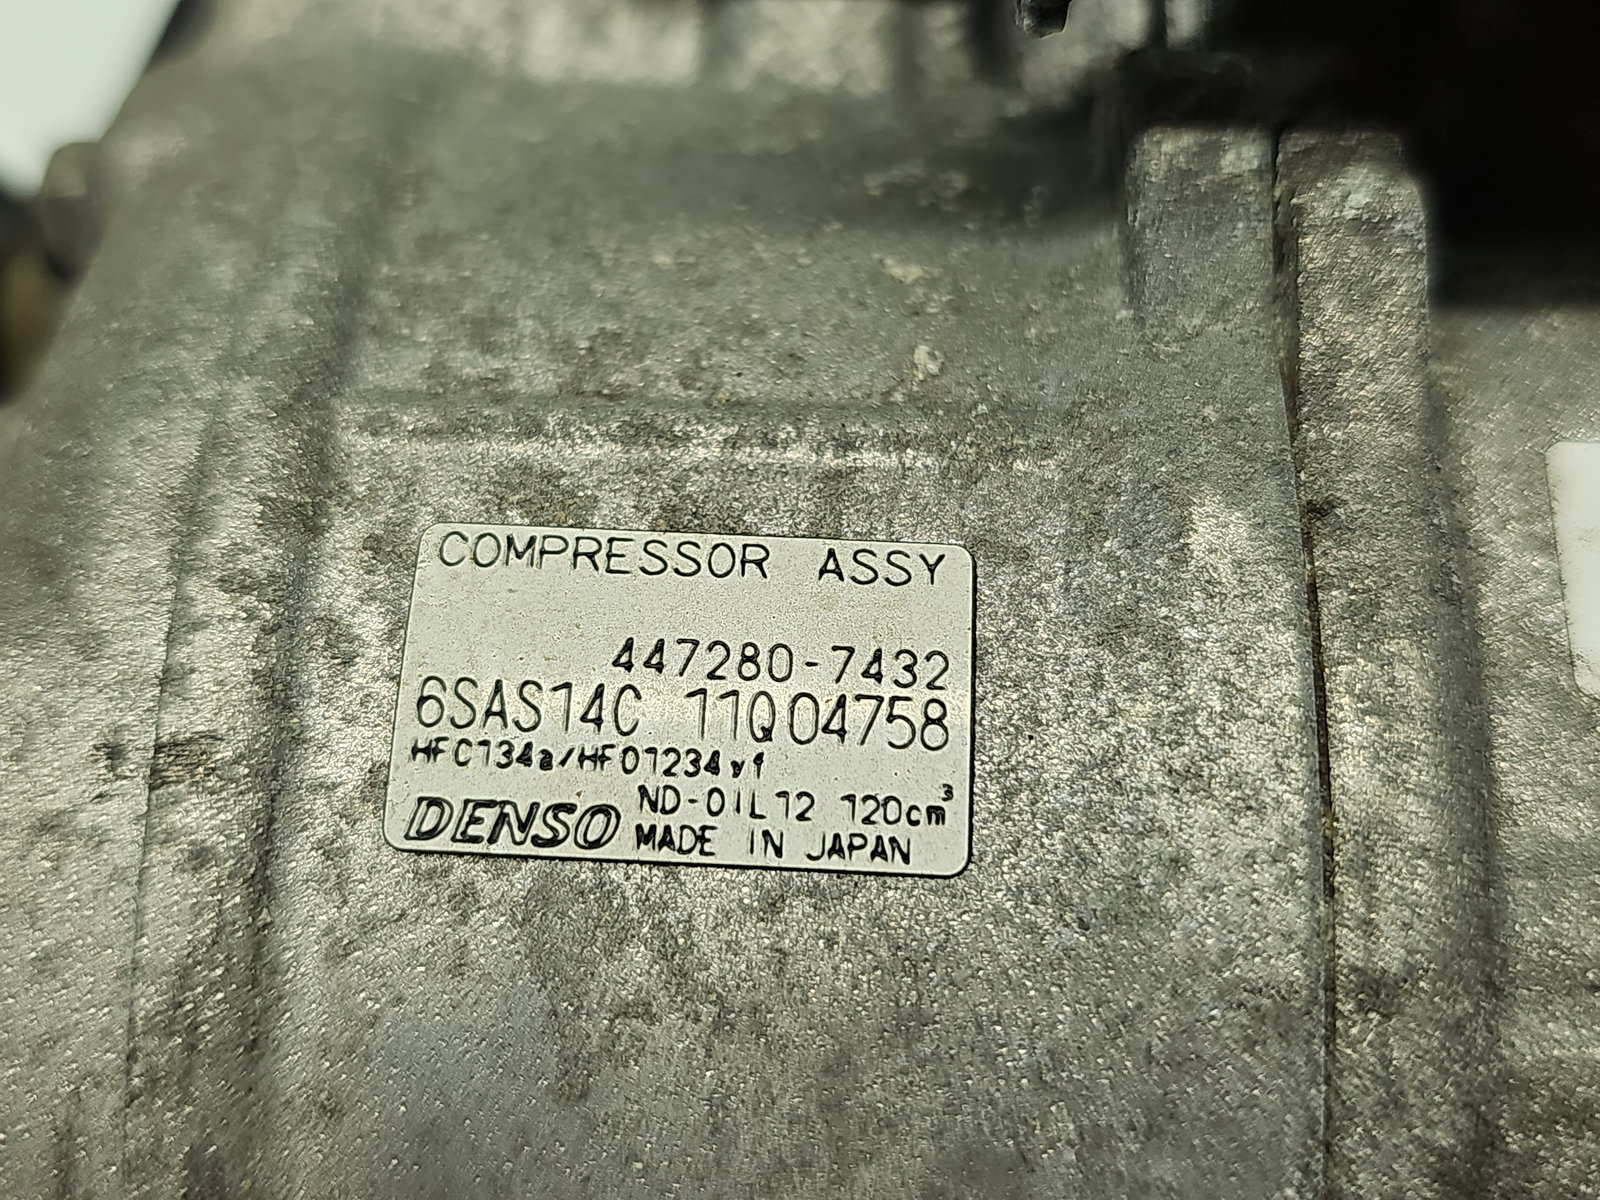 COMPRESSOR ASSY
447280-7432
6SAS14C 11Q04758
HFC134a/HFO1234yf
ND-OIL12 120cm³
DENSO MADE IN JAPAN